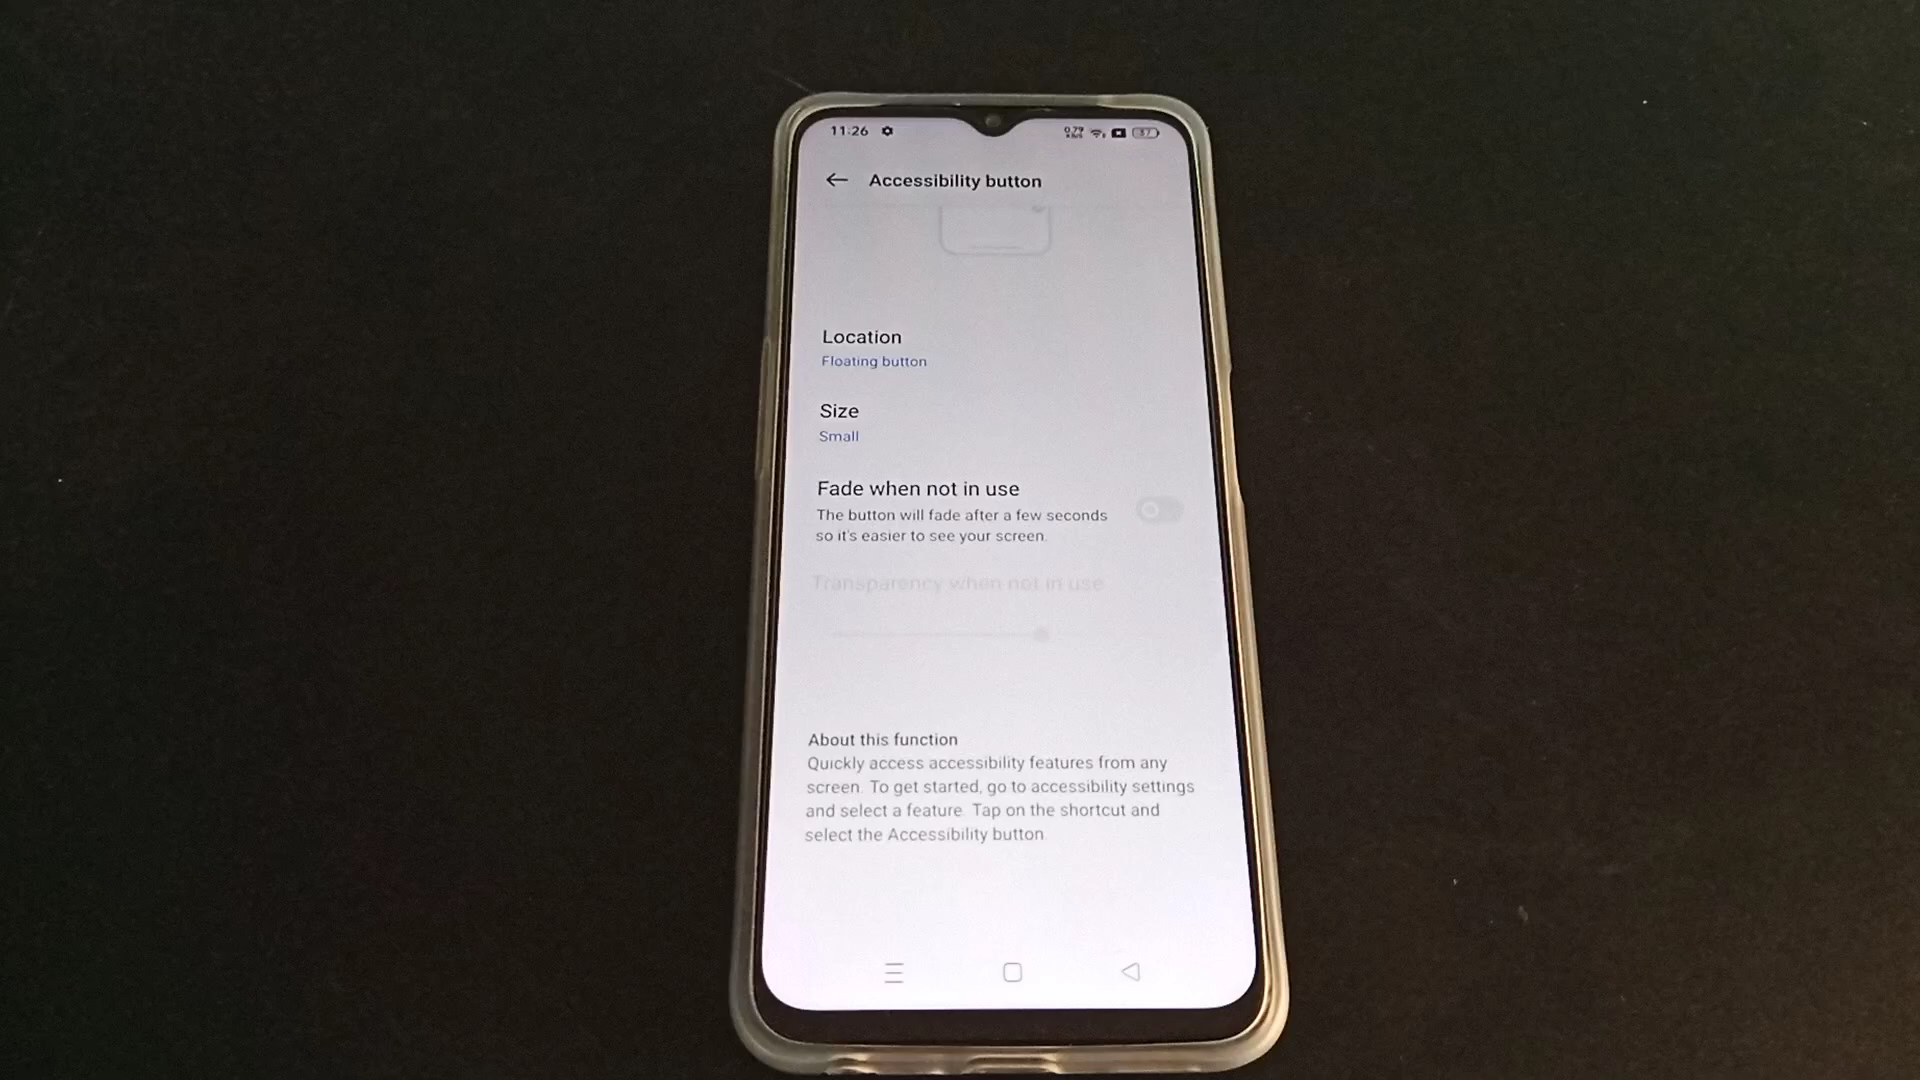 11:26
Accessibility button
Location
Floating button
Size
Small
Fade when not in use
The button will fade after a few seconds
so it's easier to see your screen.
Transparency when not in use
About this function
Quickly access accessibility features from any
screen. To get started, go to accessibility settings
and select a feature. Tap on the shortcut and
select the Accessibility button.